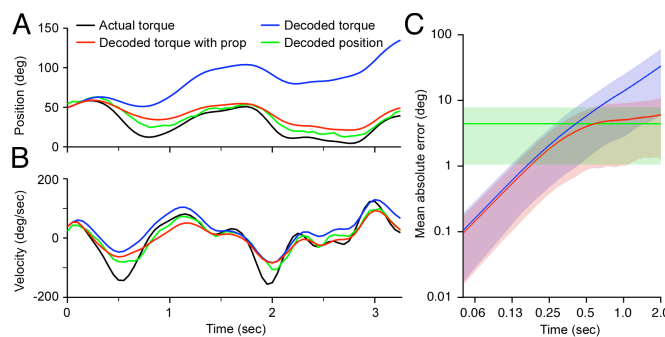 A
Actual torque
Decoded torque
Decoded torque with prop
Decoded position
C
150
100
50
0
Position (deg)
B
200
0
-200
Velocity (deg/sec)
0
1
2
3
Time (sec)
100
10
1
0.1
0.01
Mean absolute error (deg)
0.06
0.13
0.25
0.5
1.0
2.0
Time (sec)